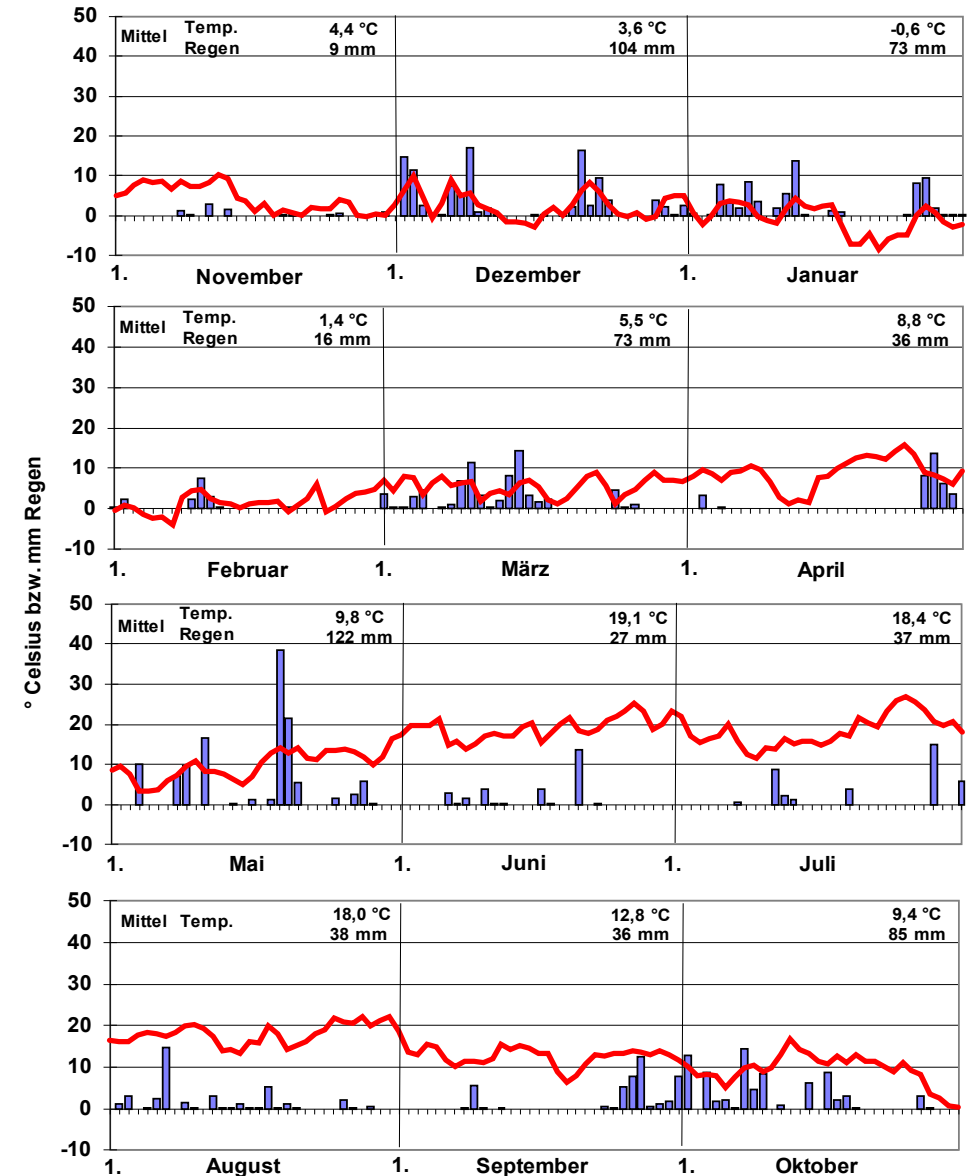 ° Celsius bzw. mm Regen
50
40
30
20
10
0
-10
Mittel Temp. 4,4 °C 3,6 °C -0,6 °C
Regen 9 mm 104 mm 73 mm
1. November 1. Dezember 1. Januar
50
40
30
20
10
0
-10
Mittel Temp. 1,4 °C 5,5 °C 8,8 °C
Regen 16 mm 73 mm 36 mm
1. Februar 1. März 1. April
50
40
30
20
10
0
-10
Mittel Temp. 9,8 °C 19,1 °C 18,4 °C
Regen 122 mm 27 mm 37 mm
1. Mai 1. Juni 1. Juli
50
40
30
20
10
0
-10
Mittel Temp. 18,0 °C 12,8 °C 9,4 °C
38 mm 36 mm 85 mm
1. August 1. September 1. Oktober